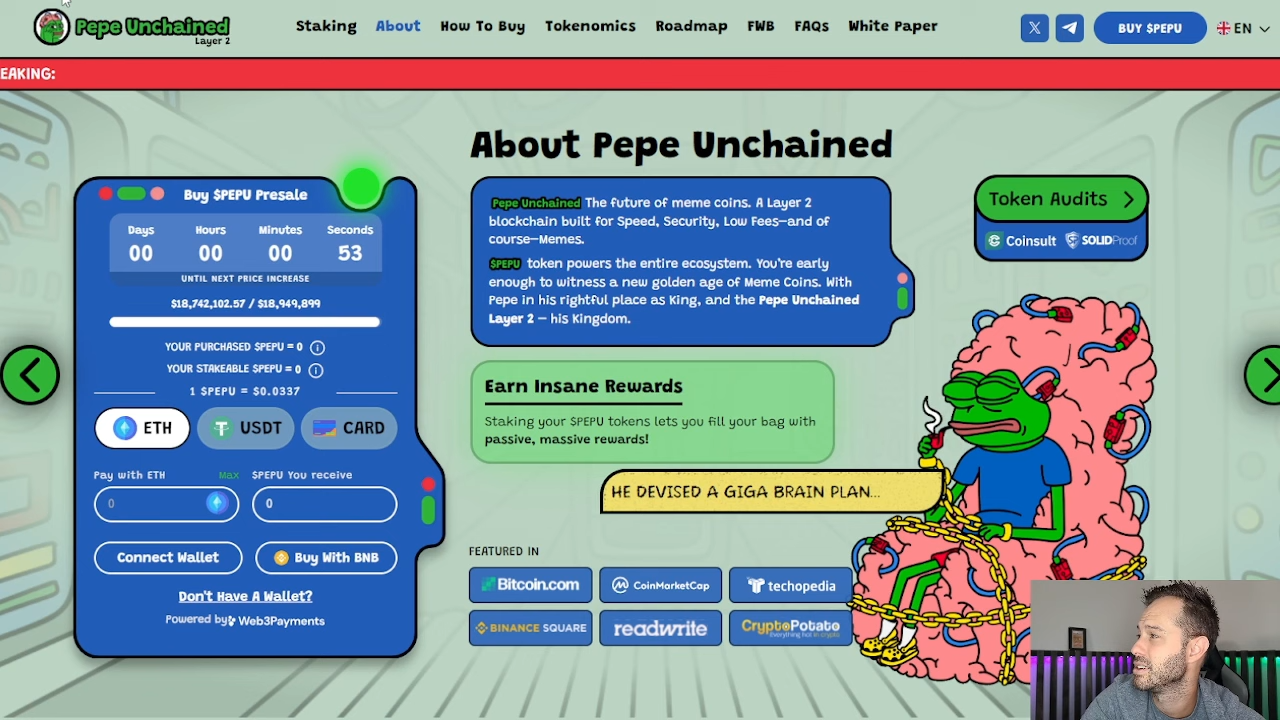 Pepe Unchained
Layer 2
Staking
About
How To Buy
Tokenomics
Roadmap
FWB
FAQs
White Paper
BUY $PEPU
EN
EAKING:
About Pepe Unchained
Buy $PEPU Presale
Days Hours Minutes Seconds
00 00 00 53
UNTIL NEXT PRICE INCREASE
$18,742,102.57 / $18,949,899
YOUR PURCHASED $PEPU = 0
YOUR STAKEABLE $PEPU = 0
1 $PEPU = $0.0337
ETH
USDT
CARD
Pay with ETH Max $PEPU You receive
0 0
Connect Wallet
Buy With BNB
Don't Have A Wallet?
Powered by Web3Payments
Pepe Unchained The future of meme coins. A Layer 2
blockchain built for Speed, Security, Low Fees—and of
course—Memes.
$PEPU token powers the entire ecosystem. You're early
enough to witness a new golden age of Meme Coins. With
Pepe in his rightful place as King, and the Pepe Unchained
Layer 2 — his Kingdom.
Earn Insane Rewards
Staking your $PEPU tokens lets you fill your bag with
passive, massive rewards!
HE DEVISED A GIGA BRAIN PLAN...
FEATURED IN
Bitcoin.com
CoinMarketCap
techopedia
BINANCE SQUARE
readwrite
CryptoPotato
Everything hot in crypto
Token Audits
Coinsult
SOLIDProof